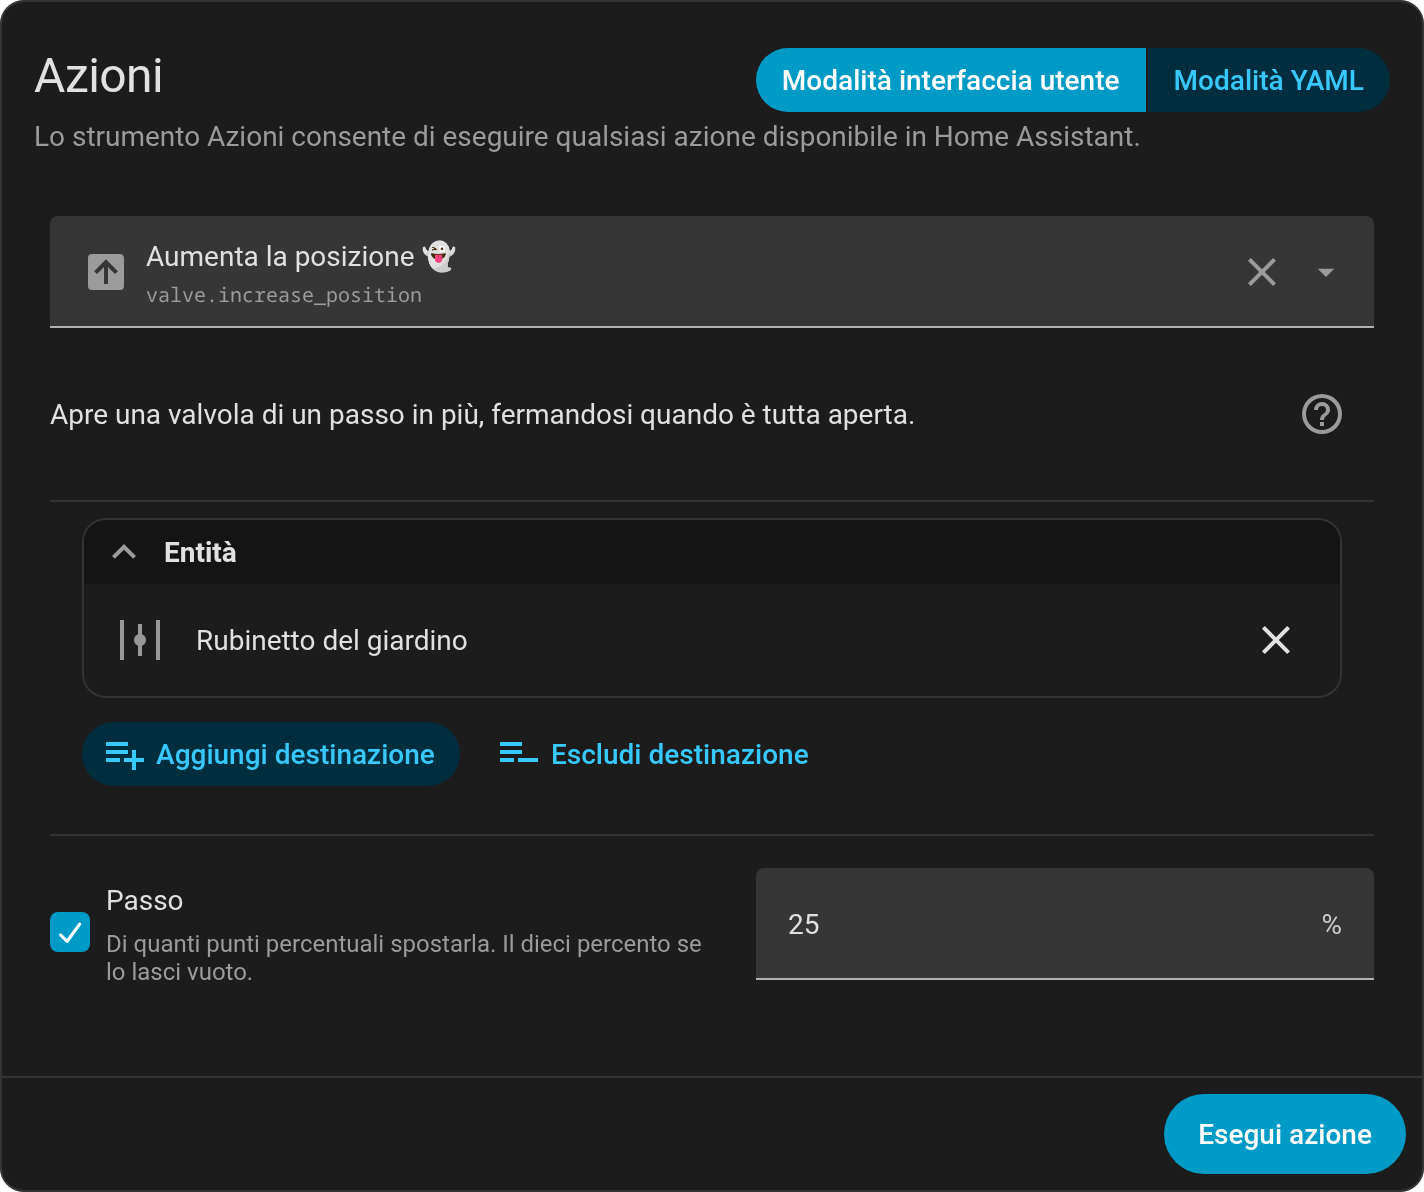 Azioni
Modalità interfaccia utente
Modalità YAML
Lo strumento Azioni consente di eseguire qualsiasi azione disponibile in Home Assistant.
Aumenta la posizione 👻
valve.increase_position
Apre una valvola di un passo in più, fermandosi quando è tutta aperta.
Entità
Rubinetto del giardino
Aggiungi destinazione
Escludi destinazione
Passo
Di quanti punti percentuali spostarla. Il dieci percento se
lo lasci vuoto.
25
%
Esegui azione